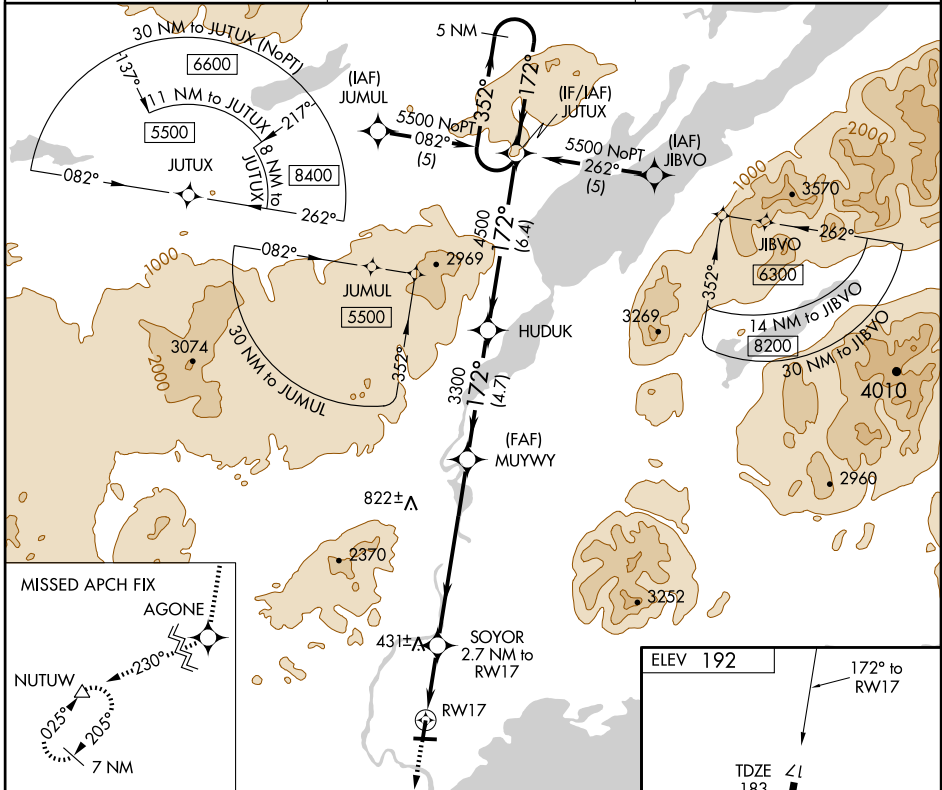 30 NM to JUTUX (NoPT)
6600
137°
11 NM to JUTUX
217°
5500
8 NM to
JUTUX
8400
JUTUX
082°
262°
5 NM
352°
172°
(IAF)
JUMUL
5500 NoPT
082°
(5)
(IF/IAF)
JUTUX
5500 NoPT
262°
(5)
(IAF)
JIBVO
1000
2000
3570
JIBVO
262°
6300
352°
14 NM to JIBVO
8200
30 NM to JIBVO
3269
4010
2960
1000
082°
2969
JUMUL
5500
352°
30 NM to JUMUL
3074
2000
4500
172°
(6.4)
HUDUK
3300
172°
(4.7)
(FAF)
MUYWY
822±
2370
3252
431±
SOYOR
2.7 NM to
RW17
RW17
MISSED APCH FIX
AGONE
230°
NUTUW
025°
205°
7 NM
ELEV 192
172° to
RW17
TDZE
183
17